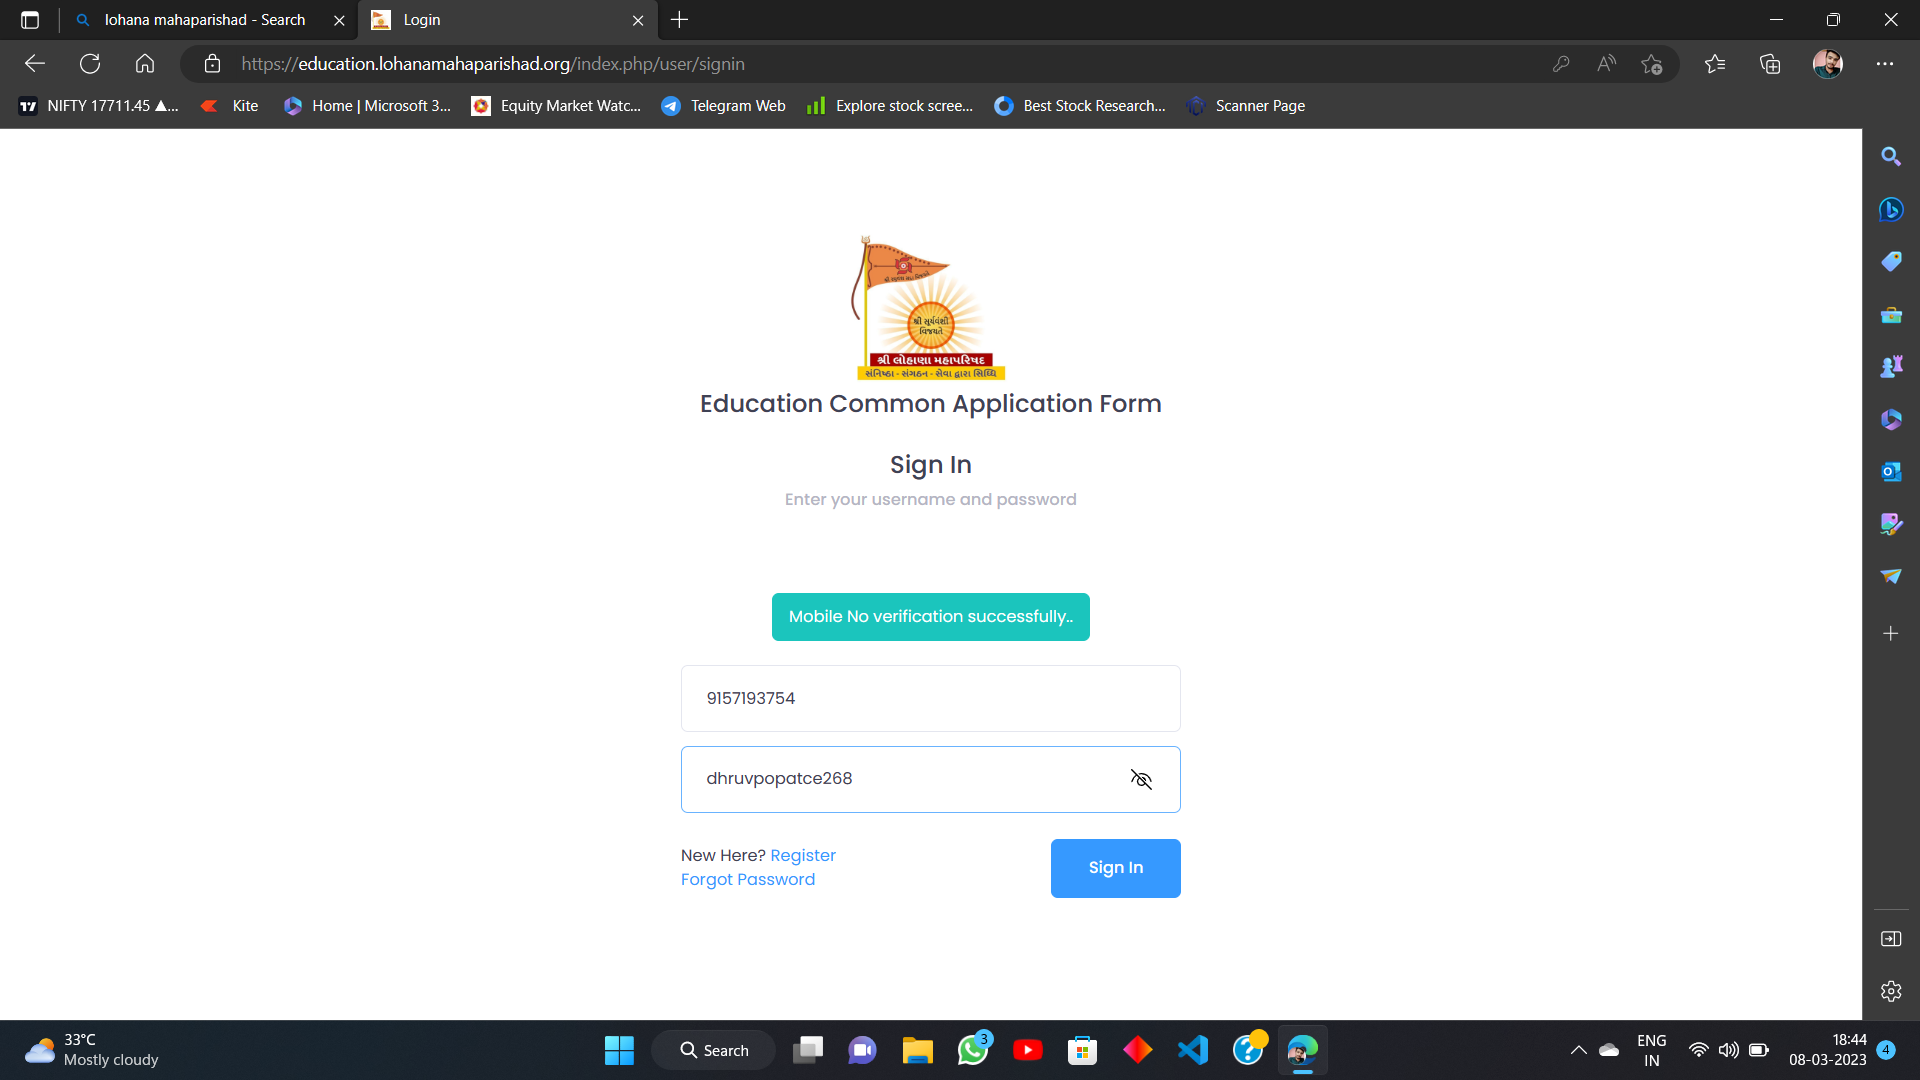 lohana mahaparishad - Search
Login
https://education.lohanamahaparishad.org/index.php/user/signin
NIFTY 17711.45 ▲...
Kite
Home | Microsoft 3...
Equity Market Watc...
Telegram Web
Explore stock scree...
Best Stock Research...
Scanner Page
શ્રી સુર્યવંશી
વિજયતે
શ્રી લોહાણા મહાપરિષદ
સંનિષ્ઠા - સંગઠન - સેવા દ્વારા સિધ્ધિ
Education Common Application Form
Sign In
Enter your username and password
Mobile No verification successfully..
9157193754
dhruvpopatce268
New Here? Register
Forgot Password
Sign In
33°C
Mostly cloudy
Search
3
ENG
IN
18:44
08-03-2023
4